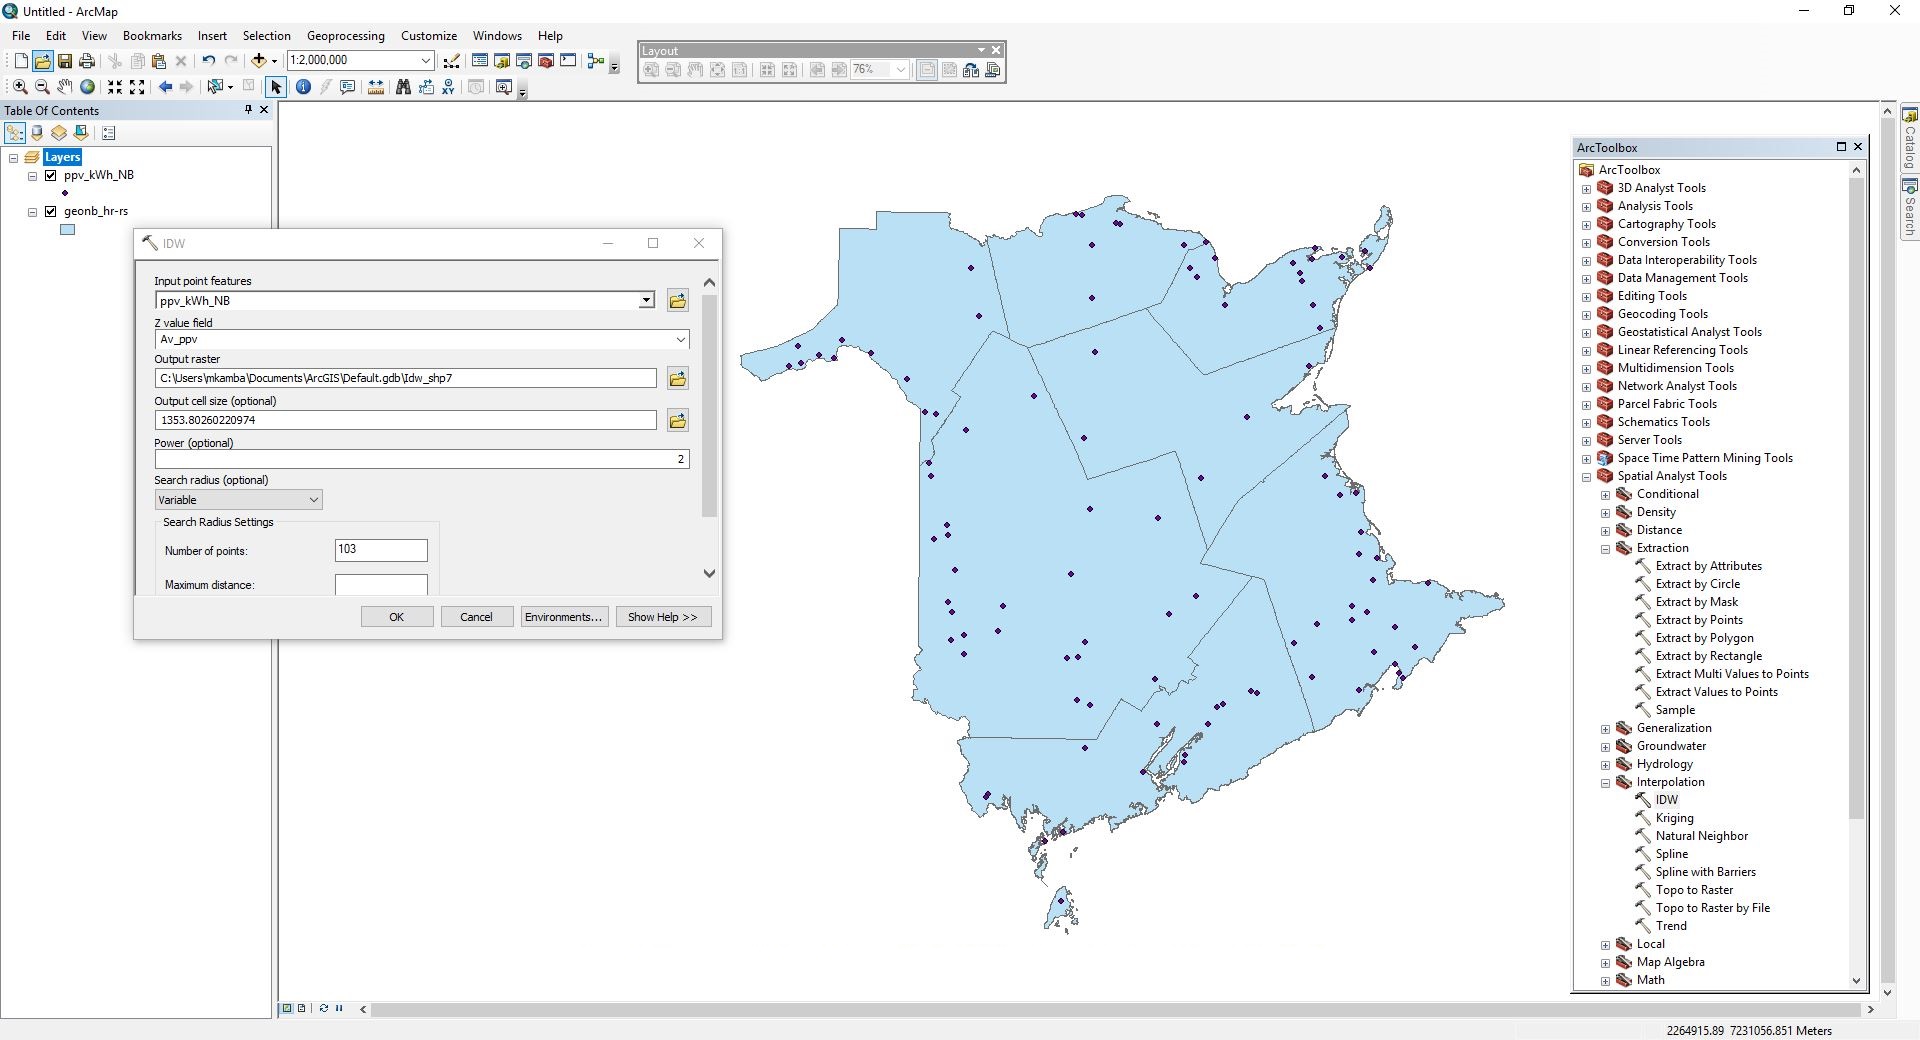 Untitled - ArcMap
File Edit View Bookmarks Insert Selection Geoprocessing Customize Windows Help
1:2,000,000
Layout
76%
Table Of Contents
Layers
ppv_kWh_NB
geonb_hr-rs
IDW
Input point features
ppv_kWh_NB
Z value field
Av_ppv
Output raster
C:\Users\mkamba\Documents\ArcGIS\Default.gdb\Idw_shp7
Output cell size (optional)
1353.80260220974
Power (optional)
2
Search radius (optional)
Variable
Search Radius Settings
Number of points: 103
Maximum distance:
OK Cancel Environments... Show Help >>
ArcToolbox
ArcToolbox
3D Analyst Tools
Analysis Tools
Cartography Tools
Conversion Tools
Data Interoperability Tools
Data Management Tools
Editing Tools
Geocoding Tools
Geostatistical Analyst Tools
Linear Referencing Tools
Multidimension Tools
Network Analyst Tools
Parcel Fabric Tools
Schematics Tools
Server Tools
Space Time Pattern Mining Tools
Spatial Analyst Tools
Conditional
Density
Distance
Extraction
Extract by Attributes
Extract by Circle
Extract by Mask
Extract by Points
Extract by Polygon
Extract by Rectangle
Extract Multi Values to Points
Extract Values to Points
Sample
Generalization
Groundwater
Hydrology
Interpolation
IDW
Kriging
Natural Neighbor
Spline
Spline with Barriers
Topo to Raster
Topo to Raster by File
Trend
Local
Map Algebra
Math
Catalog
Search
2264915.89 7231056.851 Meters